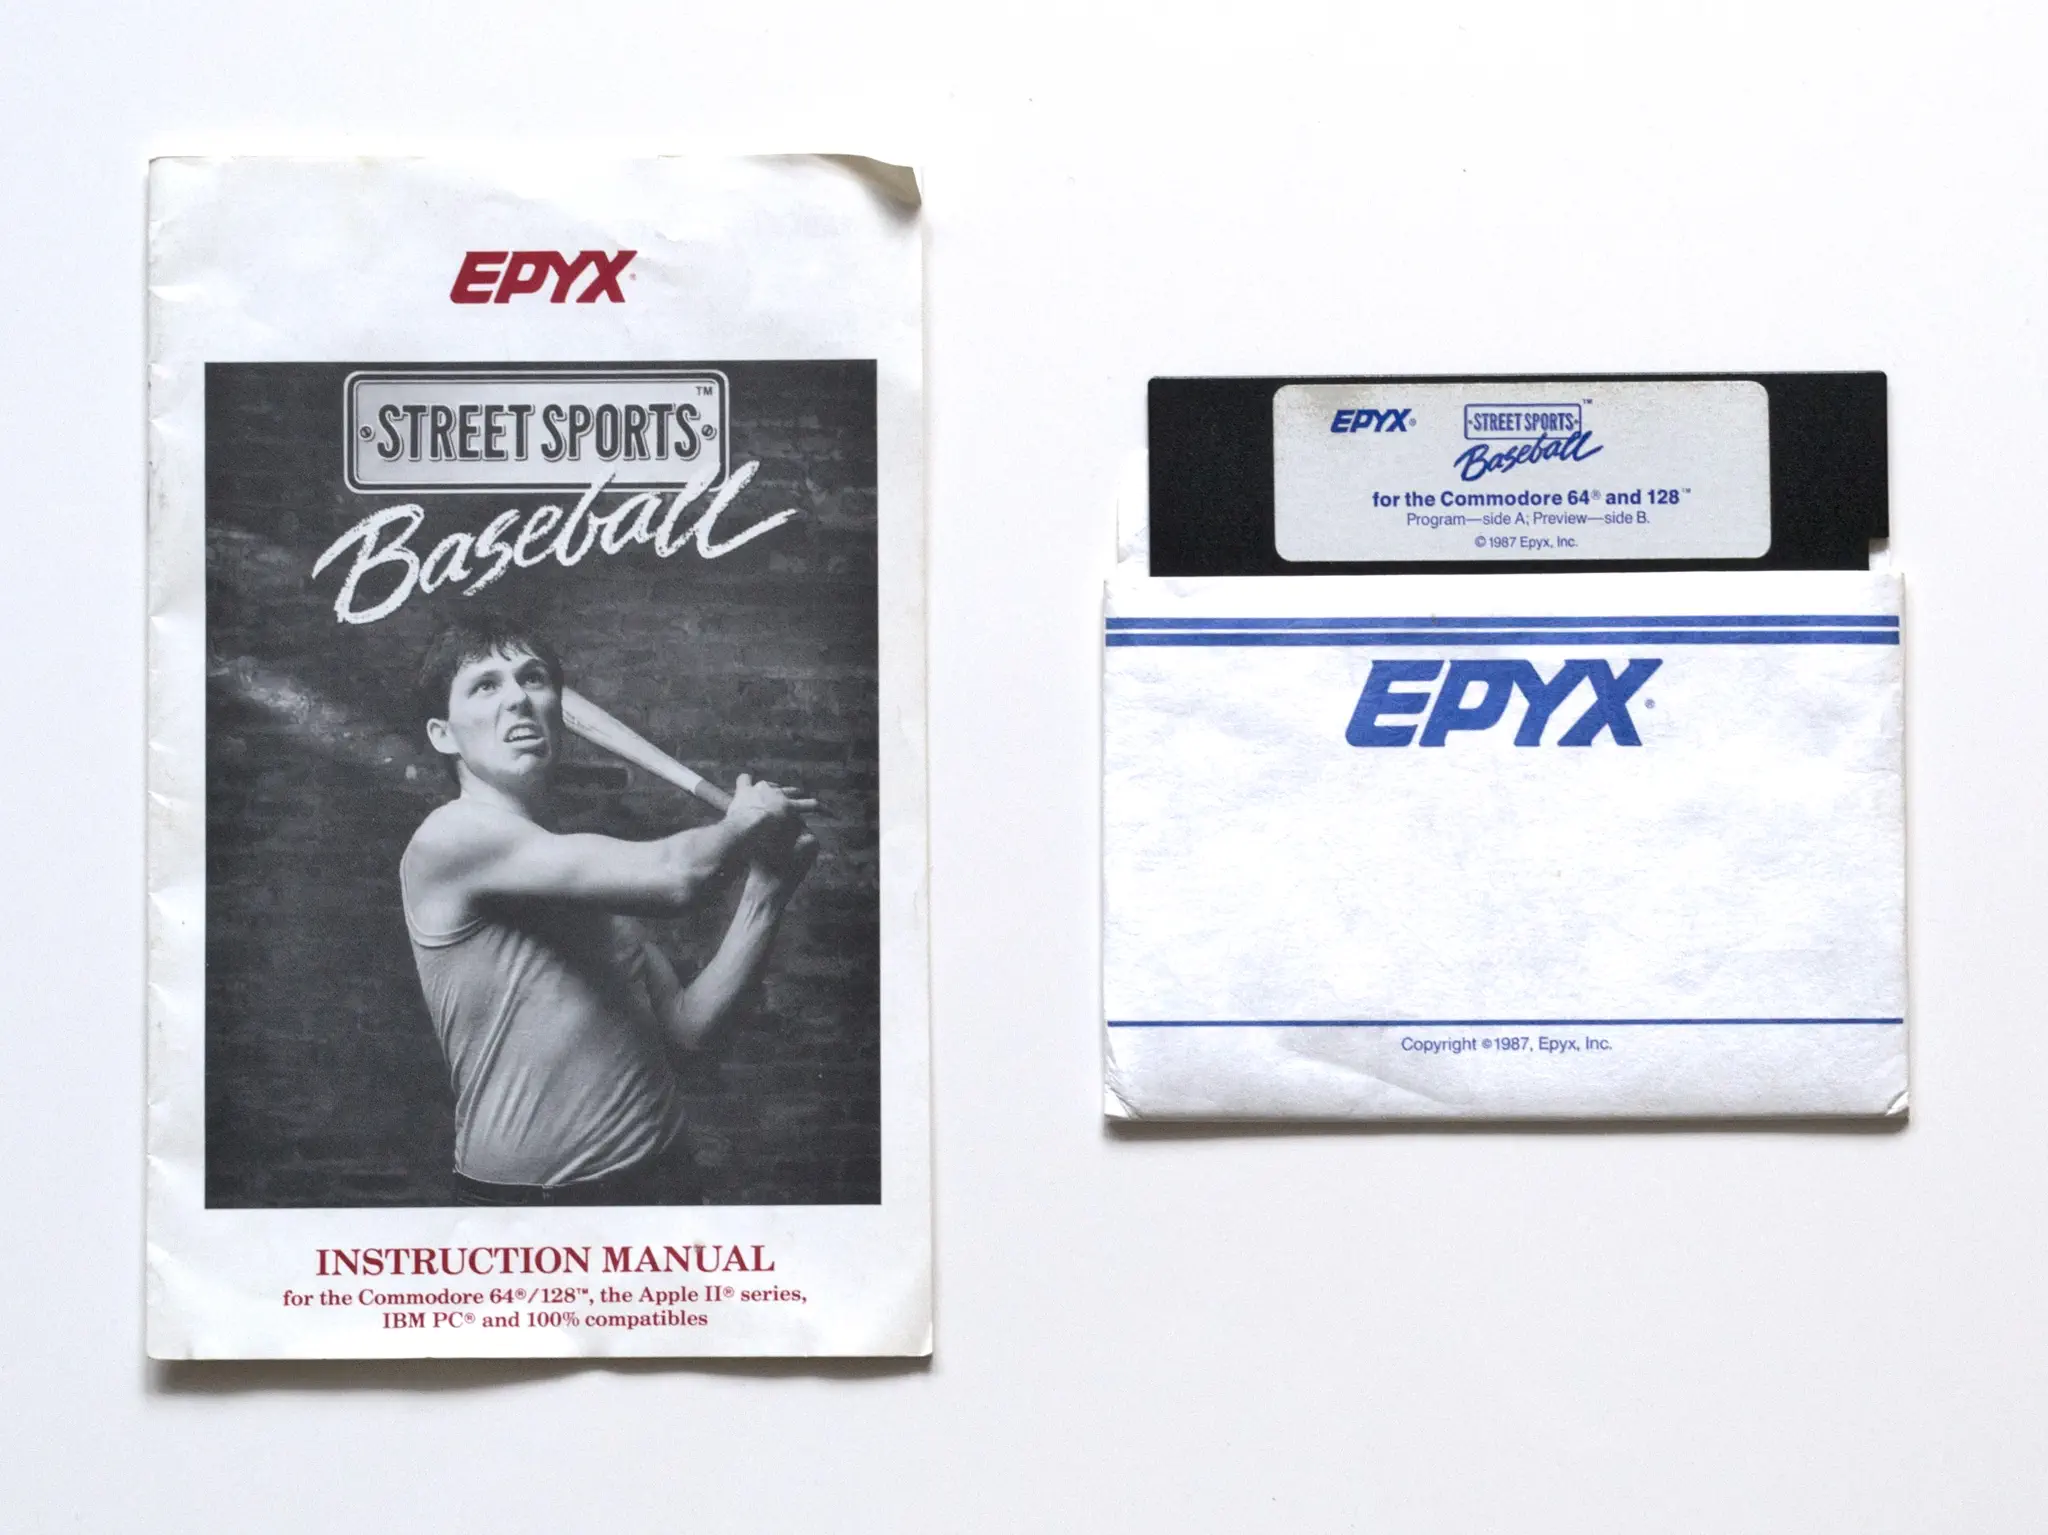 EPYX®
STREET SPORTS™
Baseball
INSTRUCTION MANUAL
for the Commodore 64®/128™, the Apple II® series,
IBM PC® and 100% compatibles
EPYX®
STREET SPORTS™
Baseball
for the Commodore 64® and 128™
Program—side A; Preview—side B.
©1987 Epyx, Inc.
EPYX®
Copyright ©1987, Epyx, Inc.